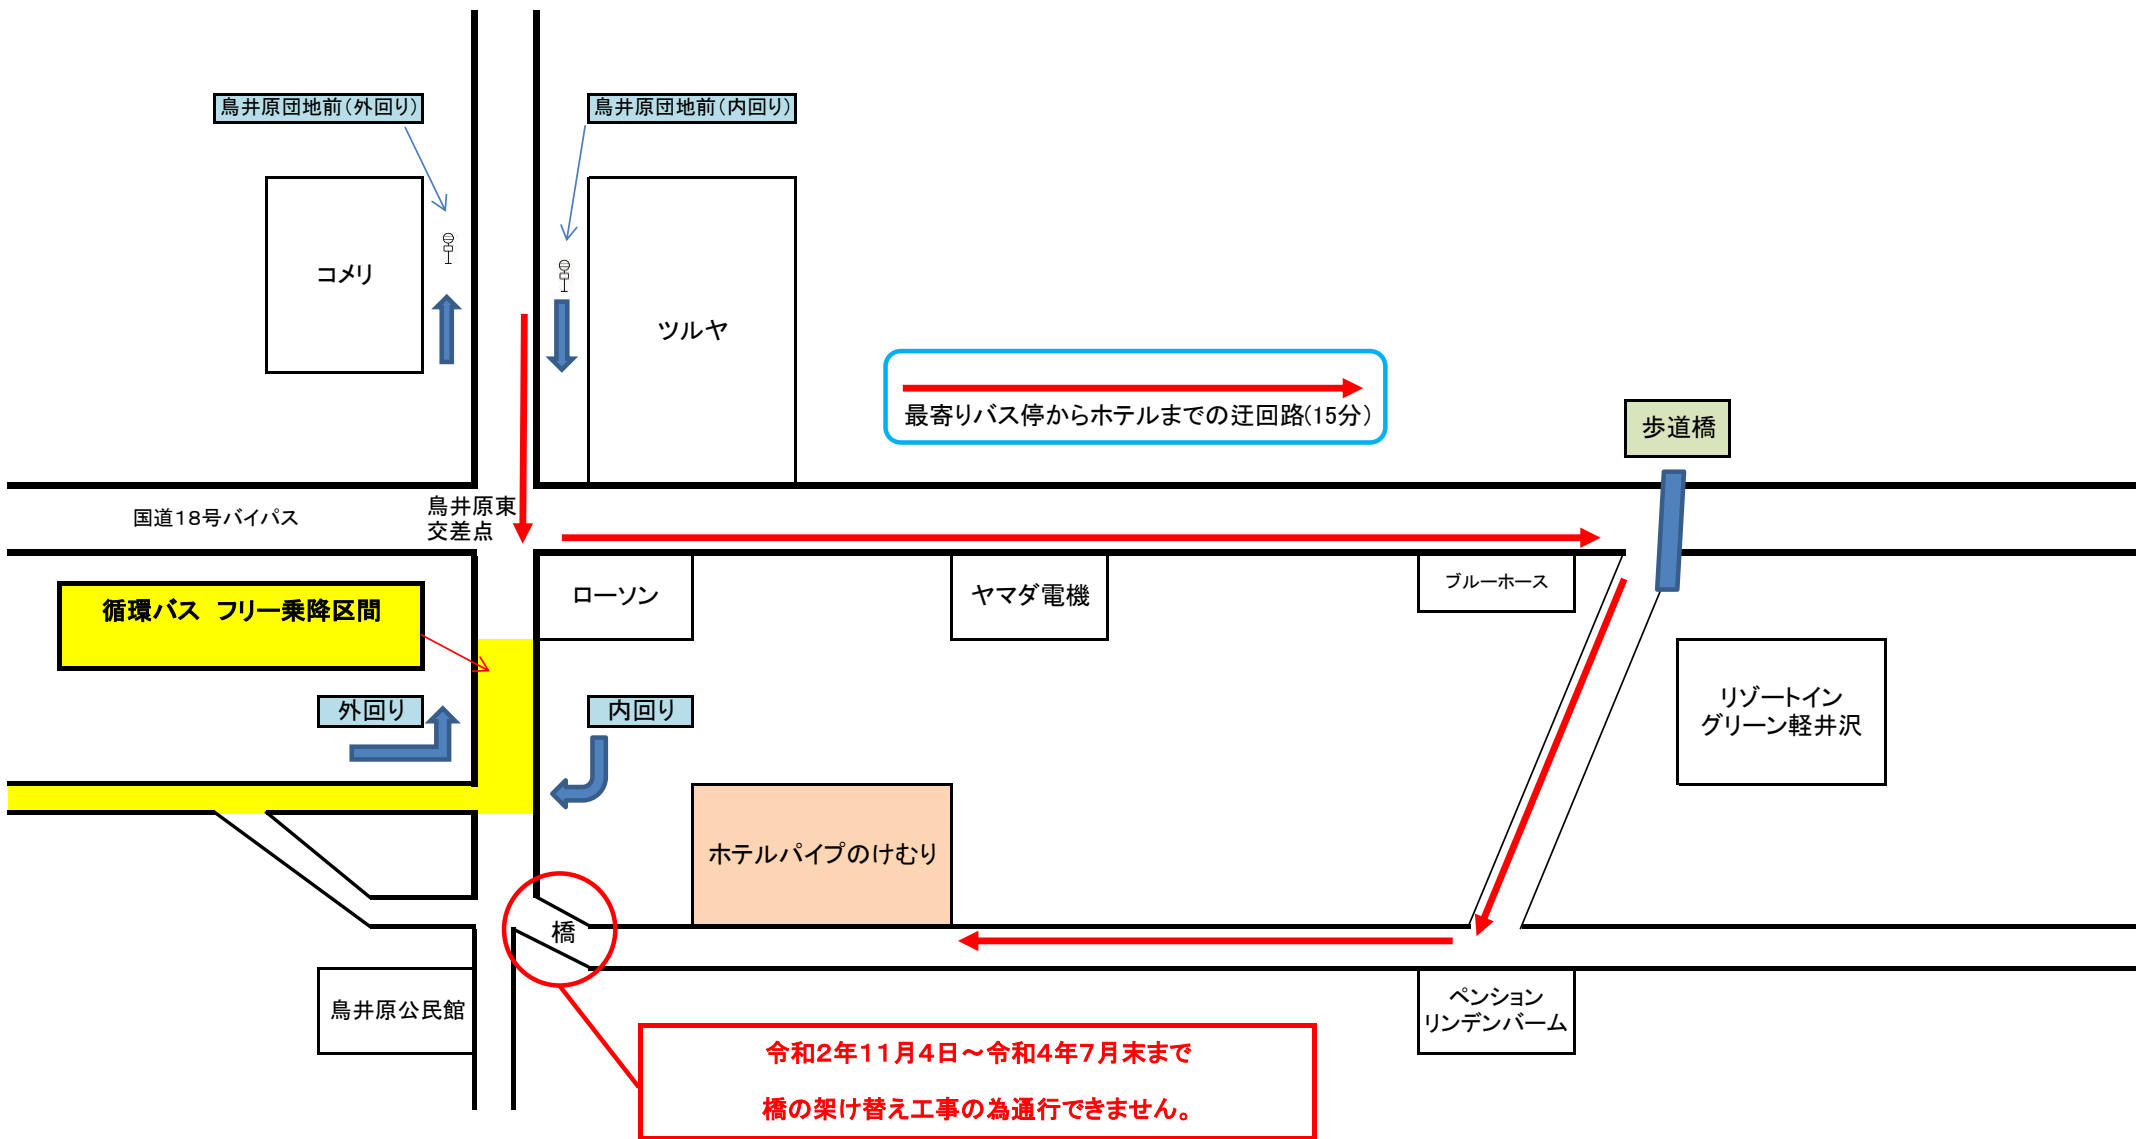 鳥井原団地前（外回り）
鳥井原団地前（内回り）
コメリ
ツルヤ
最寄りバス停からホテルまでの迂回路(15分）
歩道橋
国道１８号バイパス
鳥井原東
交差点
循環バス　フリー乗降区間
ローソン
ヤマダ電機
ブルーホース
外回り
内回り
リゾートイン
グリーン軽井沢
ホテルパイプのけむり
橋
鳥井原公民館
ペンション
リンデンバーム
令和２年１１月４日～令和４年７月末まで
橋の架け替え工事の為通行できません。